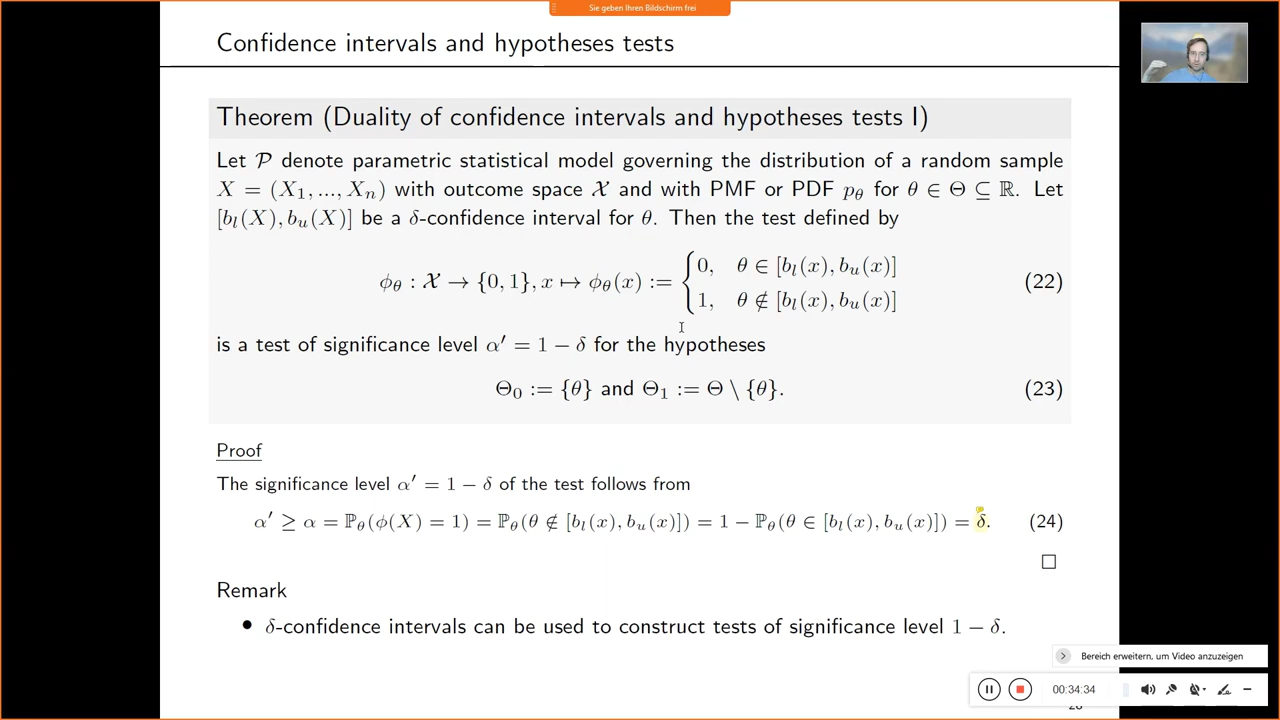 Sie geben Ihren Bildschirm frei
Confidence intervals and hypotheses tests
Theorem (Duality of confidence intervals and hypotheses tests I)
Let 𝒫 denote parametric statistical model governing the distribution of a random sample
X = (X₁, ..., Xₙ) with outcome space 𝒳 and with PMF or PDF p_θ for θ ∈ Θ ⊆ ℝ. Let
[b_l(X), b_u(X)] be a δ-confidence interval for θ. Then the test defined by
ϕ_θ : 𝒳 → {0, 1}, x ↦ ϕ_θ(x) := { 0, θ ∈ [b_l(x), b_u(x)]
1, θ ∉ [b_l(x), b_u(x)] (22)
is a test of significance level α′ = 1 − δ for the hypotheses
Θ₀ := {θ} and Θ₁ := Θ \ {θ}. (23)
Proof
The significance level α′ = 1 − δ of the test follows from
α′ ≥ α = ℙ_θ(ϕ(X) = 1) = ℙ_θ(θ ∉ [b_l(x), b_u(x)]) = 1 − ℙ_θ(θ ∈ [b_l(x), b_u(x)]) = δ. (24)
□
Remark
• δ-confidence intervals can be used to construct tests of significance level 1 − δ.
Bereich erweitern, um Video anzuzeigen
00:34:34